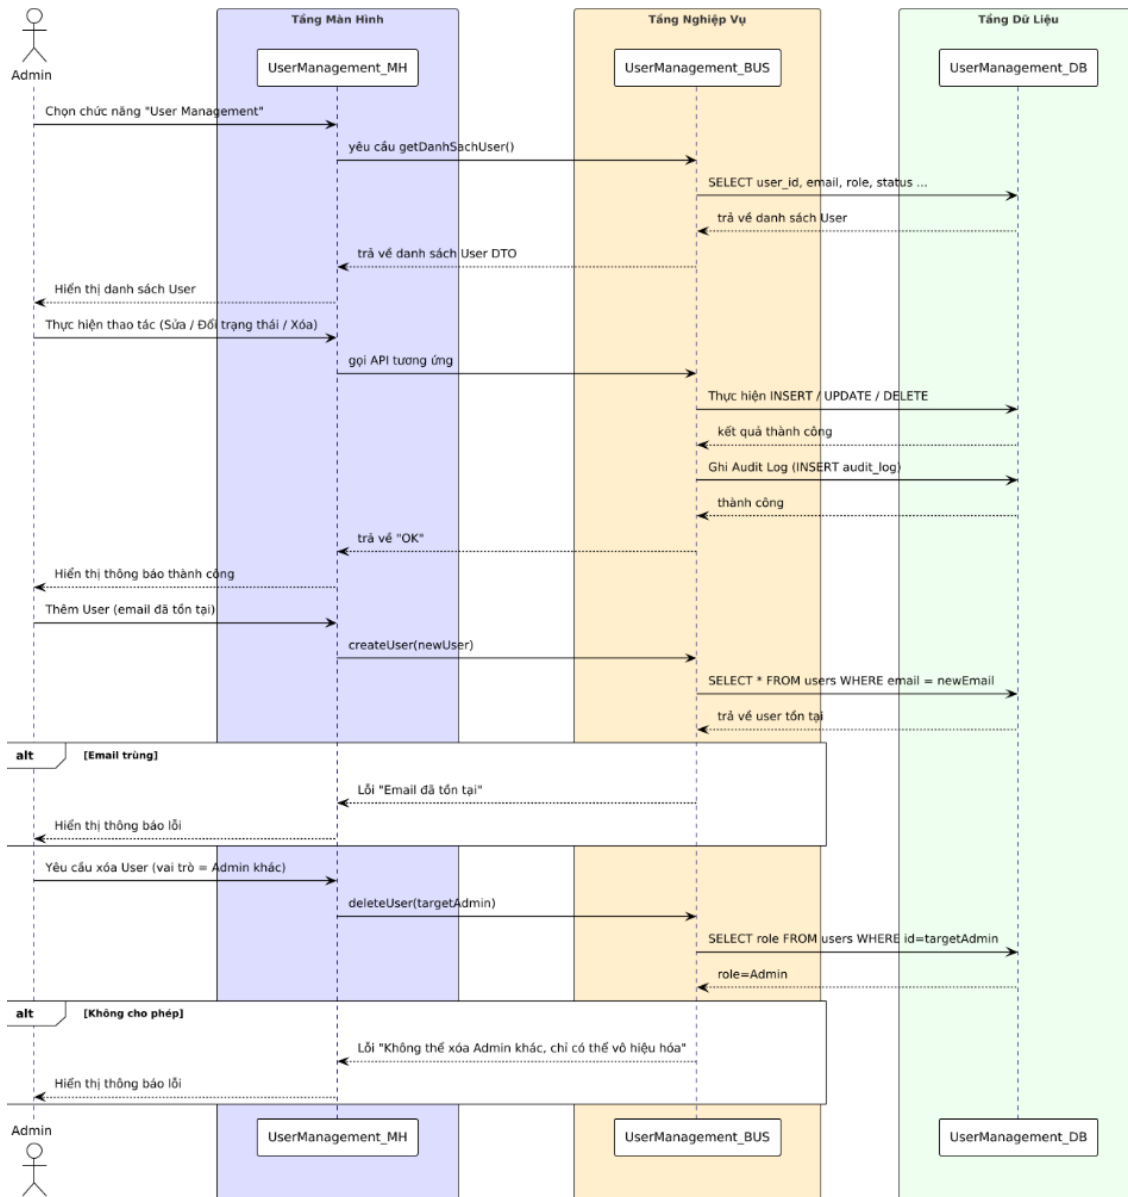 Tầng Màn Hình
Tầng Nghiệp Vụ
Tầng Dữ Liệu
Admin
UserManagement_MH
UserManagement_BUS
UserManagement_DB
Chọn chức năng "User Management"
yêu cầu getDanhSachUser()
SELECT user_id, email, role, status ...
trả về danh sách User
trả về danh sách User DTO
Hiển thị danh sách User
Thực hiện thao tác (Sửa / Đổi trạng thái / Xóa)
gọi API tương ứng
Thực hiện INSERT / UPDATE / DELETE
kết quả thành công
Ghi Audit Log (INSERT audit_log)
thành công
trả về "OK"
Hiển thị thông báo thành công
Thêm User (email đã tồn tại)
createUser(newUser)
SELECT * FROM users WHERE email = newEmail
trả về user tồn tại
alt [Email trùng]
Lỗi "Email đã tồn tại"
Hiển thị thông báo lỗi
Yêu cầu xóa User (vai trò = Admin khác)
deleteUser(targetAdmin)
SELECT role FROM users WHERE id=targetAdmin
role=Admin
alt [Không cho phép]
Lỗi "Không thể xóa Admin khác, chỉ có thể vô hiệu hóa"
Hiển thị thông báo lỗi
Admin
UserManagement_MH
UserManagement_BUS
UserManagement_DB